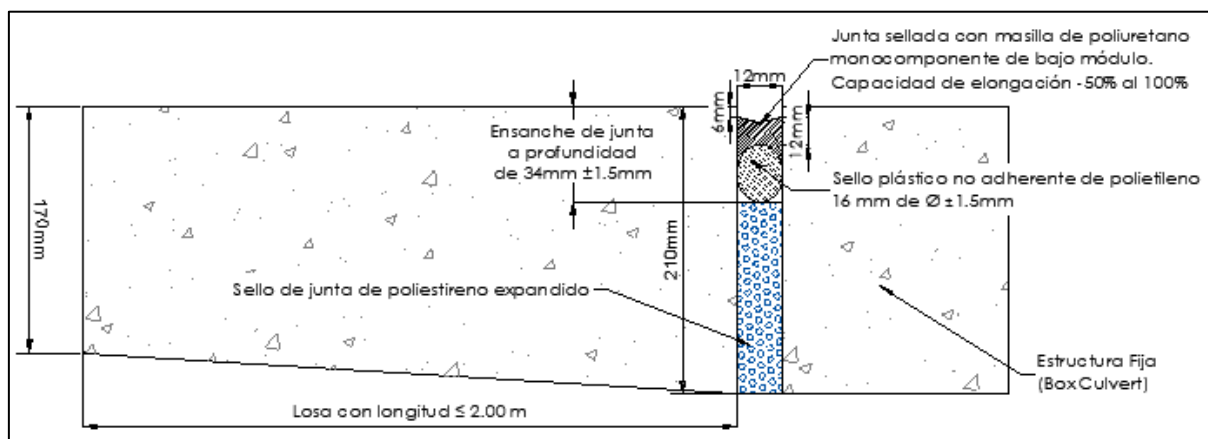 Junta sellada con masilla de poliuretano
monocomponente de bajo módulo.
Capacidad de elongación -50% al 100%
12mm
6mm
12mm
Ensanche de junta
a profundidad
de 34mm ±1.5mm
Sello plástico no adherente de polietileno
16 mm de Ø ±1.5mm
170mm
210mm
Sello de junta de poliestireno expandido
Estructura Fija
(BoxCulvert)
Losa con longitud ≤ 2.00 m